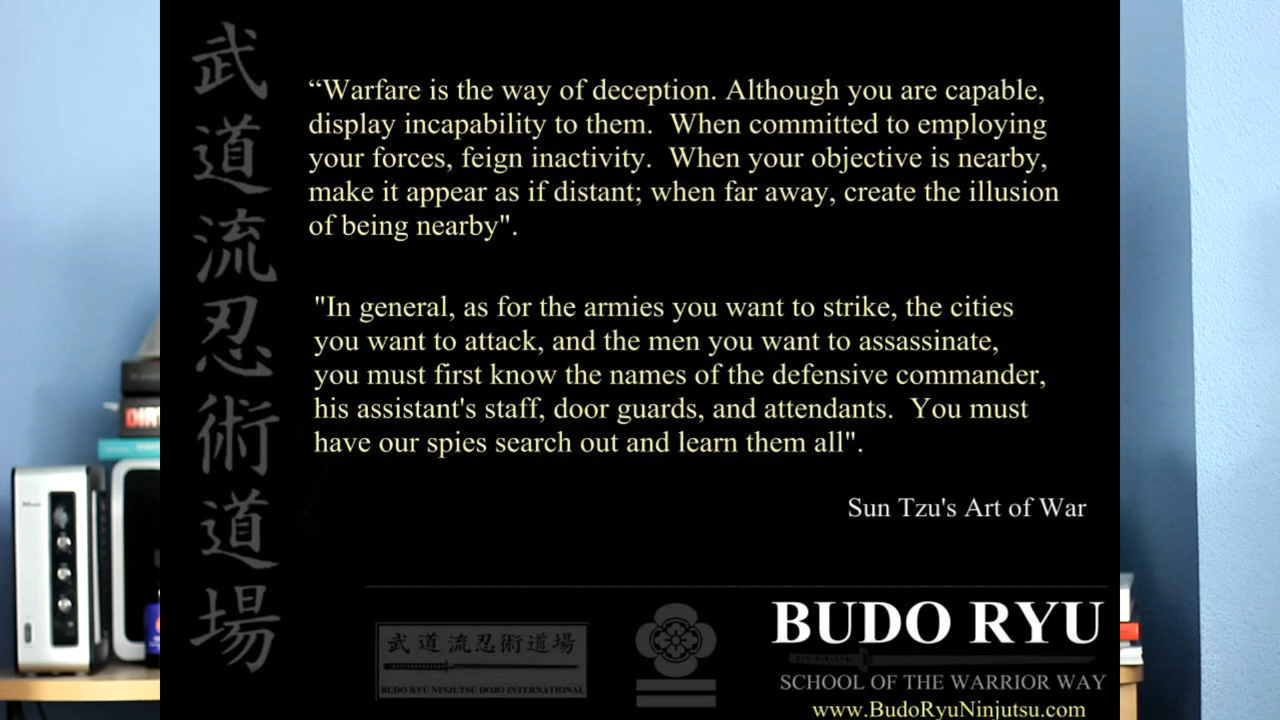 武道流忍術道場
“Warfare is the way of deception. Although you are capable,
display incapability to them.  When committed to employing
your forces, feign inactivity.  When your objective is nearby,
make it appear as if distant; when far away, create the illusion
of being nearby".
"In general, as for the armies you want to strike, the cities
you want to attack, and the men you want to assassinate,
you must first know the names of the defensive commander,
his assistant's staff, door guards, and attendants.  You must
have our spies search out and learn them all".
Sun Tzu's Art of War
武道流忍術道場
BUDO RYU NINJUTSU DOJO INTERNATIONAL
BUDO RYU
SCHOOL OF THE WARRIOR WAY
www.BudoRyuNinjutsu.com